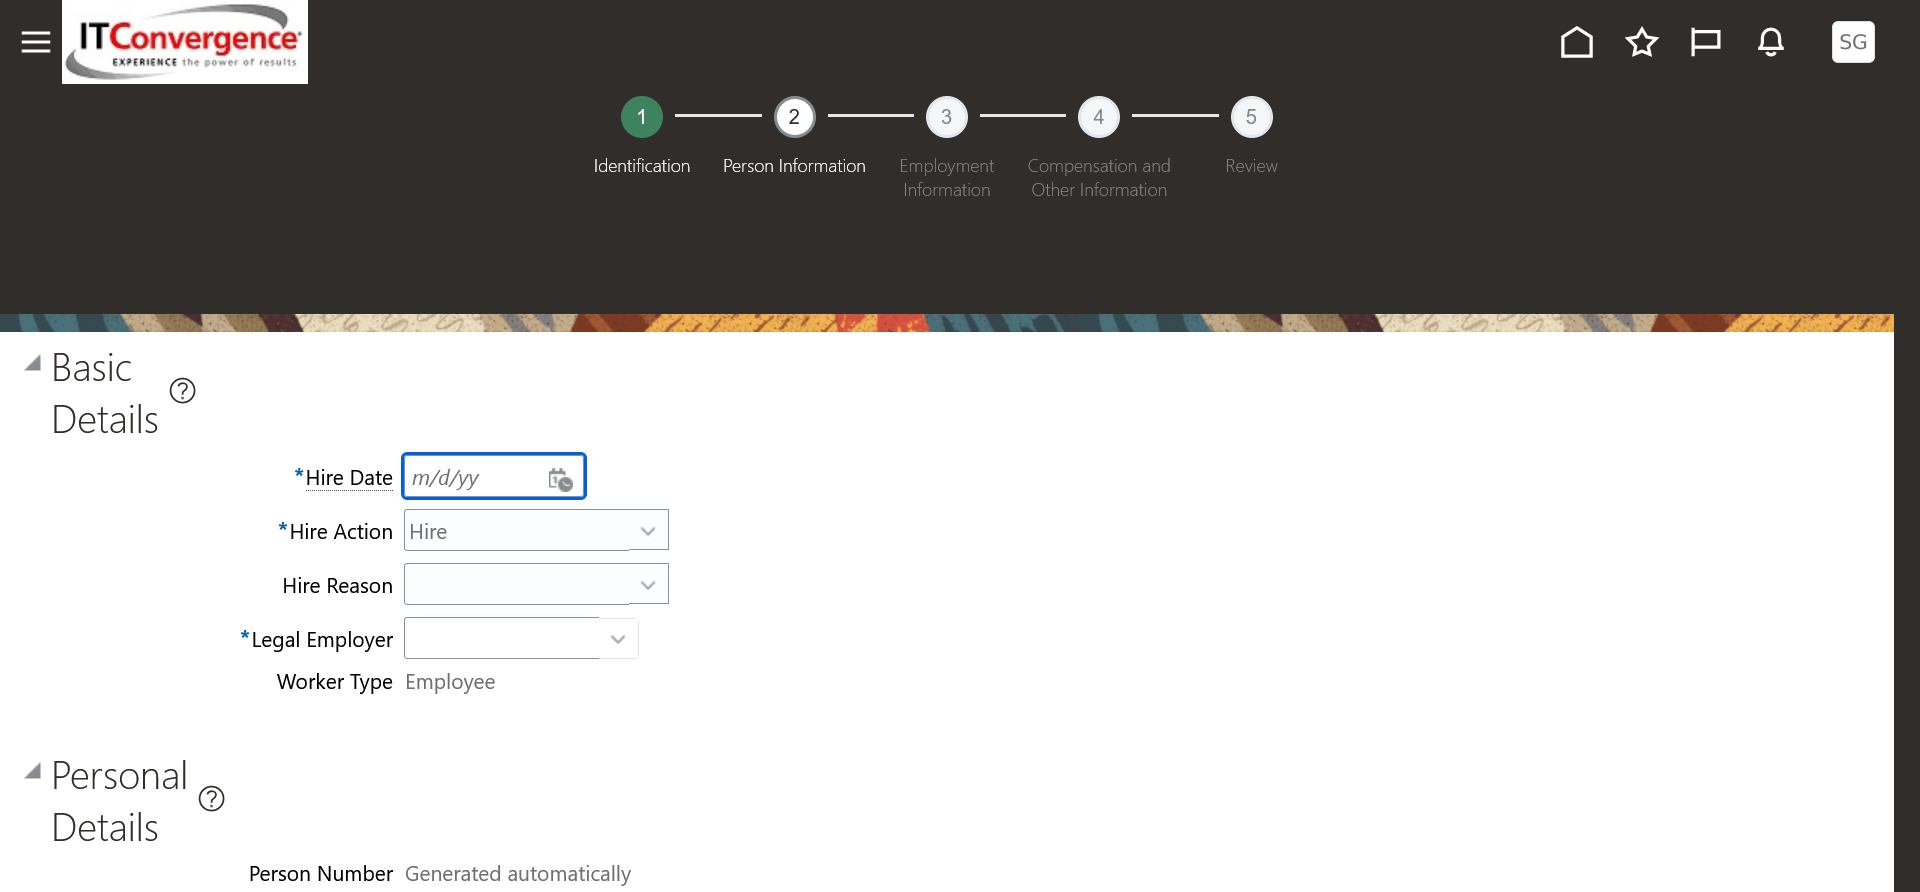 ITConvergence
EXPERIENCE the power of results
SG
1
2
3
4
5
Identification
Person Information
Employment
Information
Compensation and
Other Information
Review
Basic
Details
?
*Hire Date m/d/yy
*Hire Action Hire
Hire Reason
*Legal Employer
Worker Type Employee
Personal
Details
?
Person Number Generated automatically